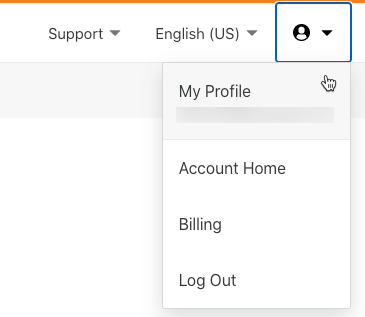 Support
English (US)
My Profile
Account Home
Billing
Log Out